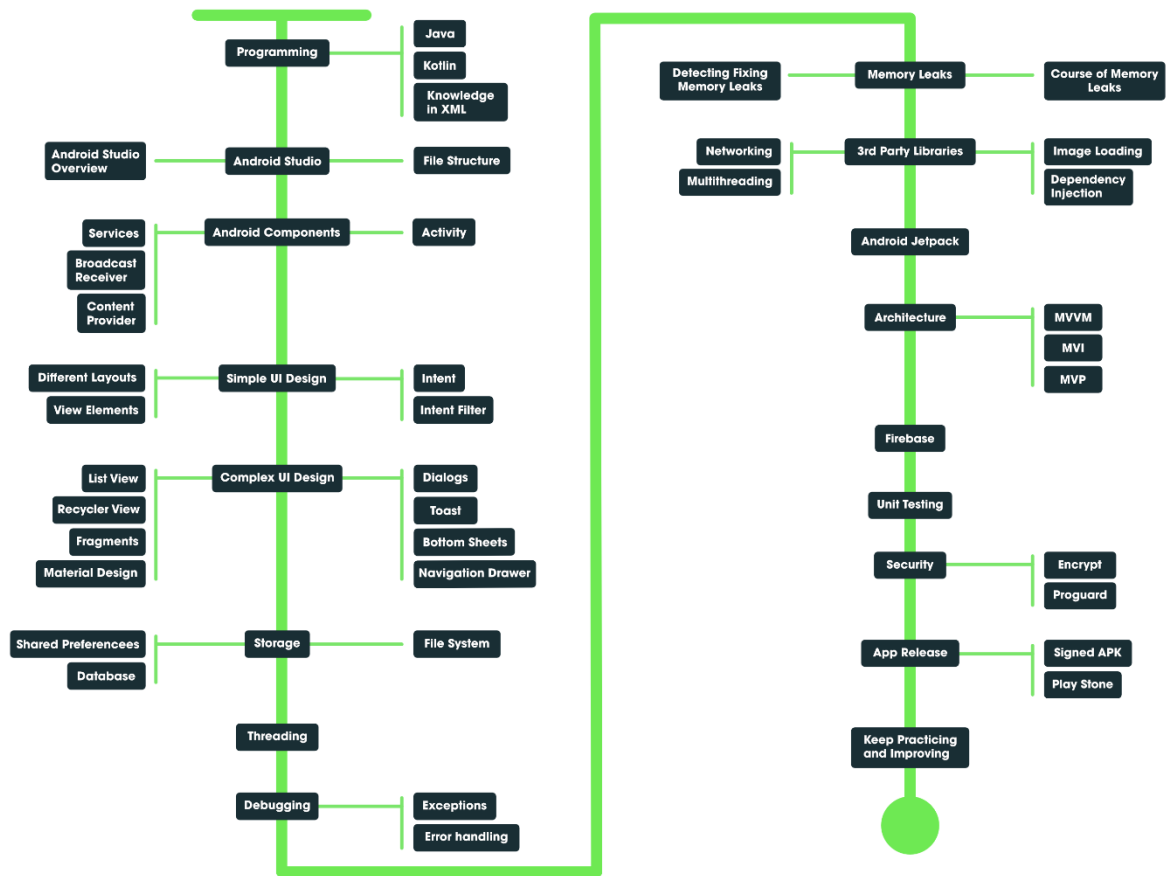 Programming
Java
Kotlin
Knowledge
in XML
Android Studio
Overview
Android Studio
File Structure
Services
Broadcast
Receiver
Content
Provider
Android Components
Activity
Different Layouts
View Elements
Simple UI Design
Intent
Intent Filter
List View
Recycler View
Fragments
Material Design
Complex UI Design
Dialogs
Toast
Bottom Sheets
Navigation Drawer
Shared Preferencees
Database
Storage
File System
Threading
Debugging
Exceptions
Error handling
Detecting Fixing
Memory Leaks
Memory Leaks
Course of Memory
Leaks
Networking
Multithreading
3rd Party Libraries
Image Loading
Dependency
Injection
Android Jetpack
Architecture
MVVM
MVI
MVP
Firebase
Unit Testing
Security
Encrypt
Proguard
App Release
Signed APK
Play Stone
Keep Practicing
and Improving